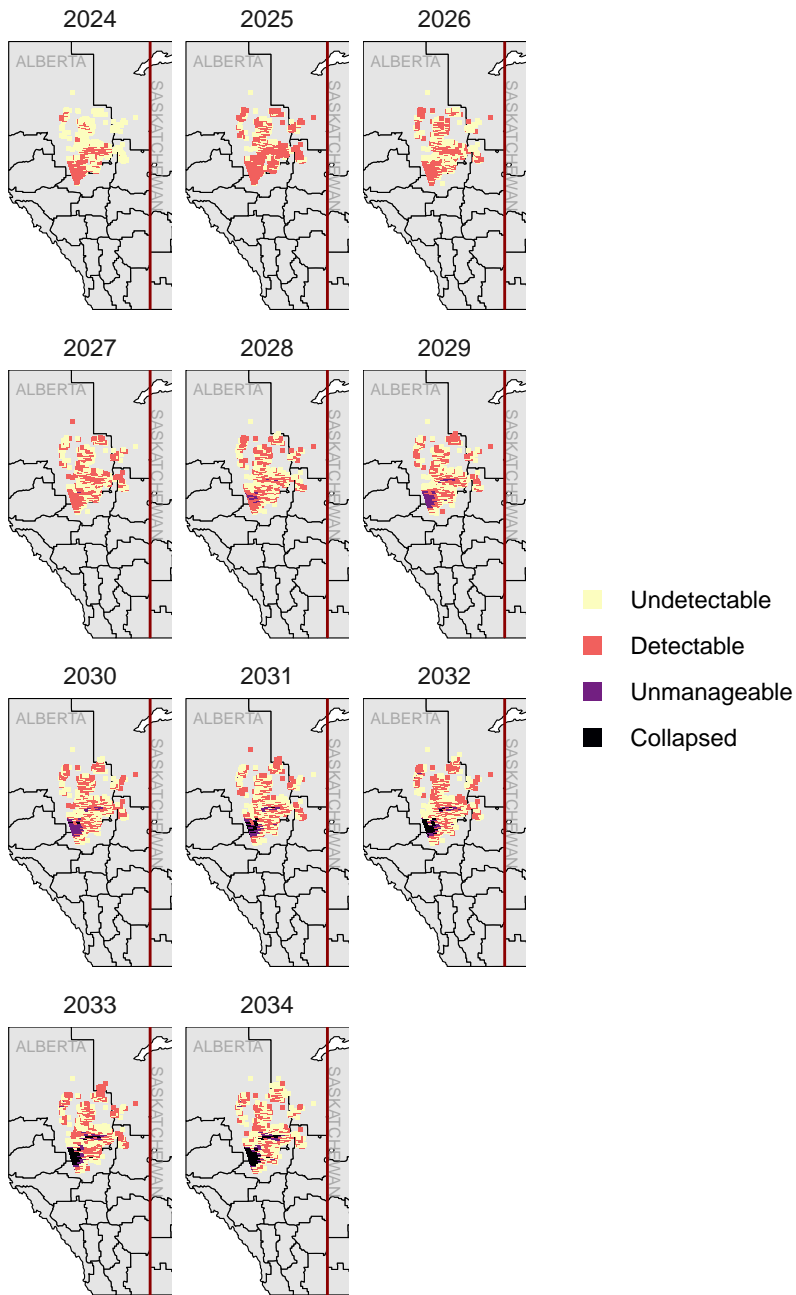 2024 2025 2026
ALBERTA ALBERTA ALBERTA
SASKATCHEWAN SASKATCHEWAN SASKATCHEWAN
2027 2028 2029
ALBERTA ALBERTA ALBERTA
SASKATCHEWAN SASKATCHEWAN SASKATCHEWAN
Undetectable
Detectable
Unmanageable
Collapsed
2030 2031 2032
ALBERTA ALBERTA ALBERTA
SASKATCHEWAN SASKATCHEWAN SASKATCHEWAN
2033 2034
ALBERTA ALBERTA
SASKATCHEWAN SASKATCHEWAN